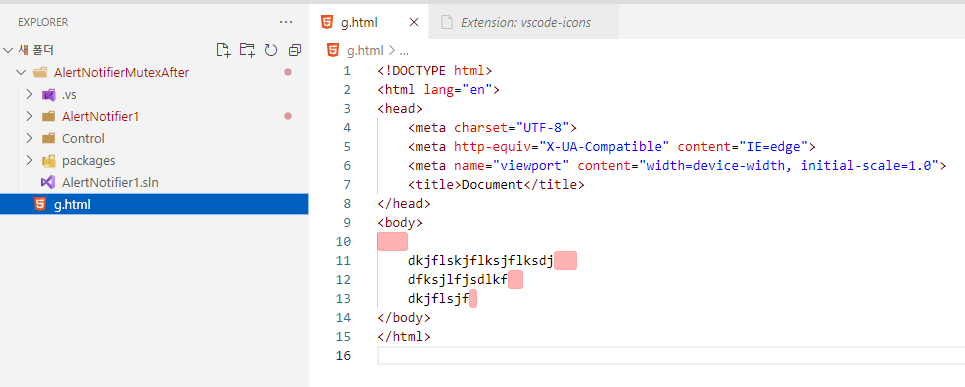 EXPLORER
새 폴더
AlertNotifierMutexAfter
.vs
AlertNotifier1
Control
packages
AlertNotifier1.sln
g.html
g.html
Extension: vscode-icons
g.html > ...
1 <!DOCTYPE html>
2 <html lang="en">
3 <head>
4 <meta charset="UTF-8">
5 <meta http-equiv="X-UA-Compatible" content="IE=edge">
6 <meta name="viewport" content="width=device-width, initial-scale=1.0">
7 <title>Document</title>
8 </head>
9 <body>
10
11 dkjflskjflksjflksdj
12 dfksjlfjsdlkf
13 dkjflsjf
14 </body>
15 </html>
16